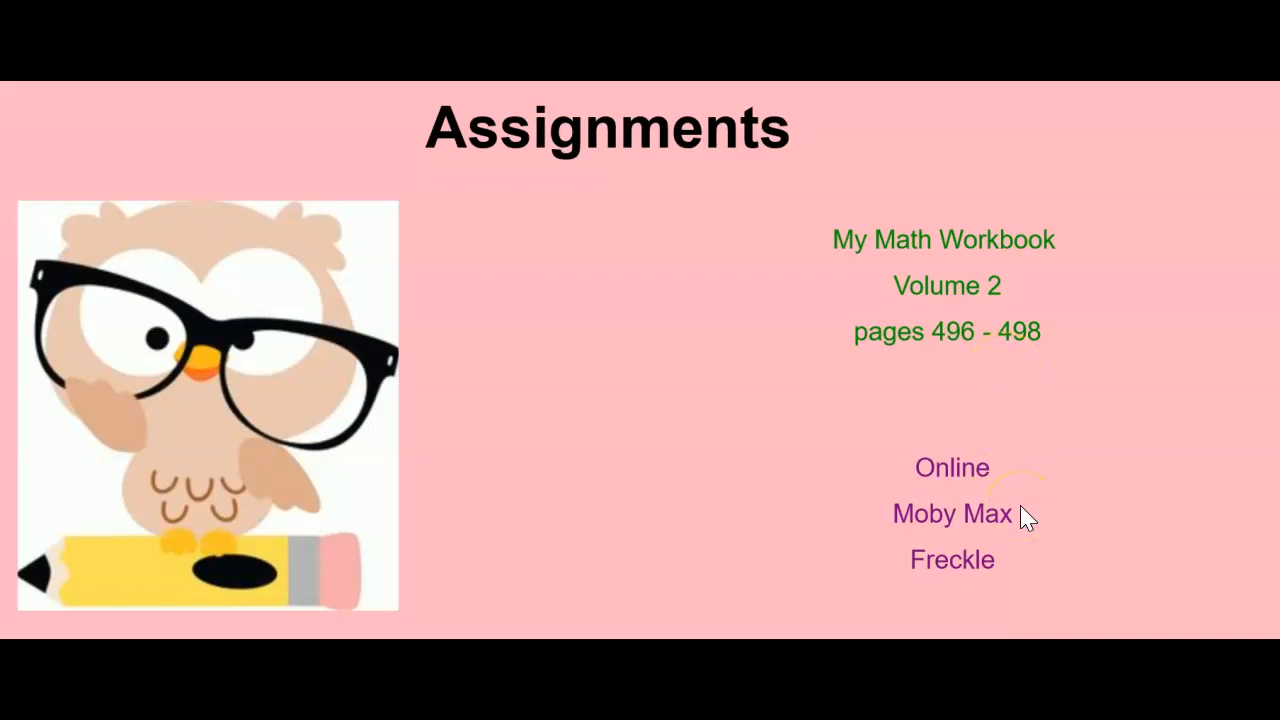 Assignments
My Math Workbook
Volume 2
pages 496 - 498
Online
Moby Max
Freckle